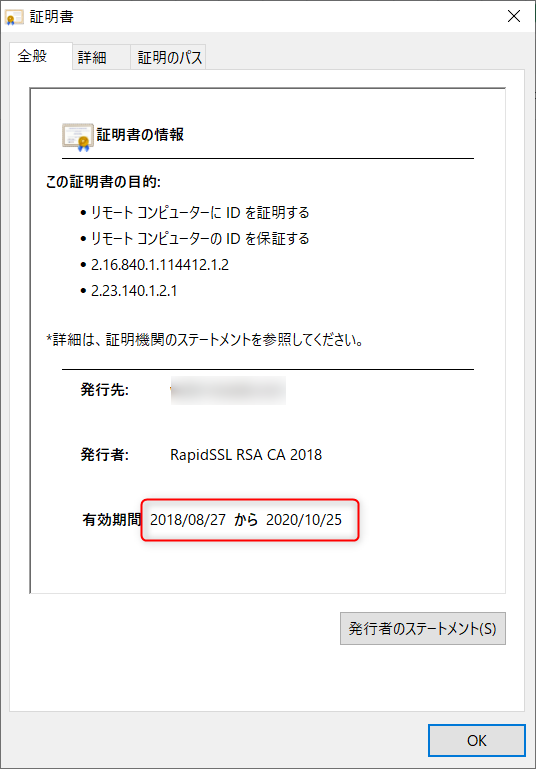 証明書
全般 詳細 証明のパス
証明書の情報
この証明書の目的:
• リモート コンピューターに ID を証明する
• リモート コンピューターの ID を保証する
• 2.16.840.1.114412.1.2
• 2.23.140.1.2.1
*詳細は、証明機関のステートメントを参照してください。
発行先:
発行者: RapidSSL RSA CA 2018
有効期間 2018/08/27 から 2020/10/25
発行者のステートメント(S)
OK